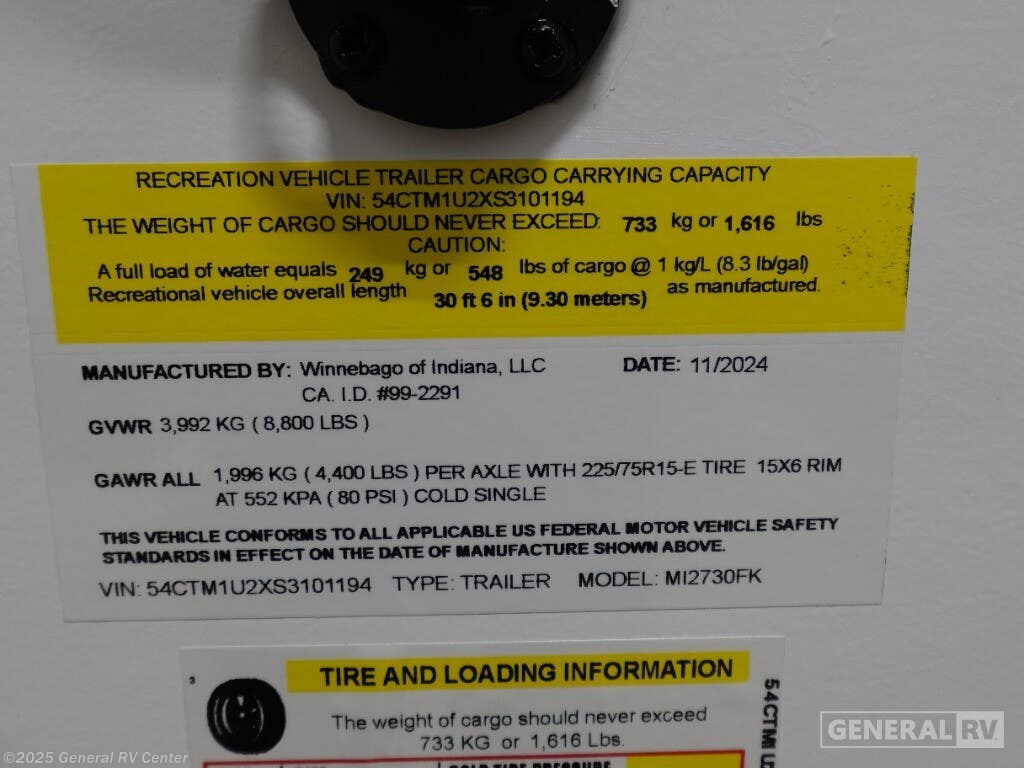 RECREATION VEHICLE TRAILER CARGO CARRYING CAPACITY
VIN: 54CTM1U2XS3101194
THE WEIGHT OF CARGO SHOULD NEVER EXCEED: 733 kg or 1,616 lbs
CAUTION:
A full load of water equals 249 kg or 548 lbs of cargo @ 1 kg/L (8.3 lb/gal)
Recreational vehicle overall length 30 ft 6 in (9.30 meters) as manufactured.
MANUFACTURED BY: Winnebago of Indiana, LLC DATE: 11/2024
CA. I.D. #99-2291
GVWR 3,992 KG ( 8,800 LBS )
GAWR ALL 1,996 KG ( 4,400 LBS ) PER AXLE WITH 225/75R15-E TIRE 15X6 RIM
AT 552 KPA ( 80 PSI ) COLD SINGLE
THIS VEHICLE CONFORMS TO ALL APPLICABLE US FEDERAL MOTOR VEHICLE SAFETY
STANDARDS IN EFFECT ON THE DATE OF MANUFACTURE SHOWN ABOVE.
VIN: 54CTM1U2XS3101194 TYPE: TRAILER MODEL: MI2730FK
3
TIRE AND LOADING INFORMATION
The weight of cargo should never exceed
733 KG or 1,616 Lbs.
GENERAL RV
©2025 General RV Center